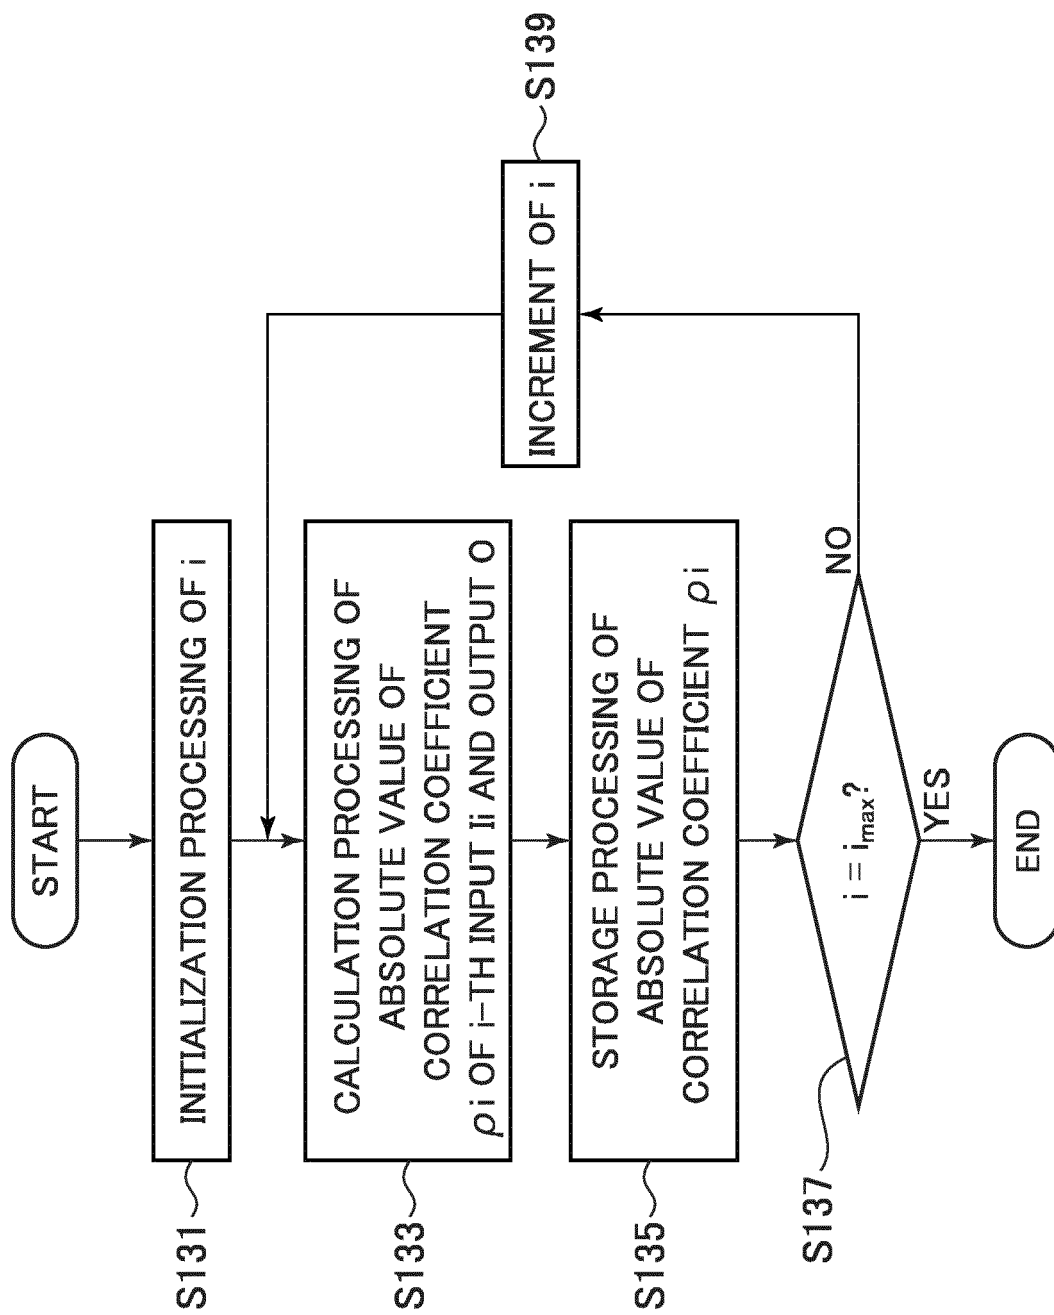 START
S131
INITIALIZATION PROCESSING OF i
S133
CALCULATION PROCESSING OF
ABSOLUTE VALUE OF
CORRELATION COEFFICIENT
ρi OF i-TH INPUT Ii AND OUTPUT O
S139
INCREMENT OF i
S135
STORAGE PROCESSING OF
ABSOLUTE VALUE OF
CORRELATION COEFFICIENT ρi
S137
i = imax?
NO
YES
END